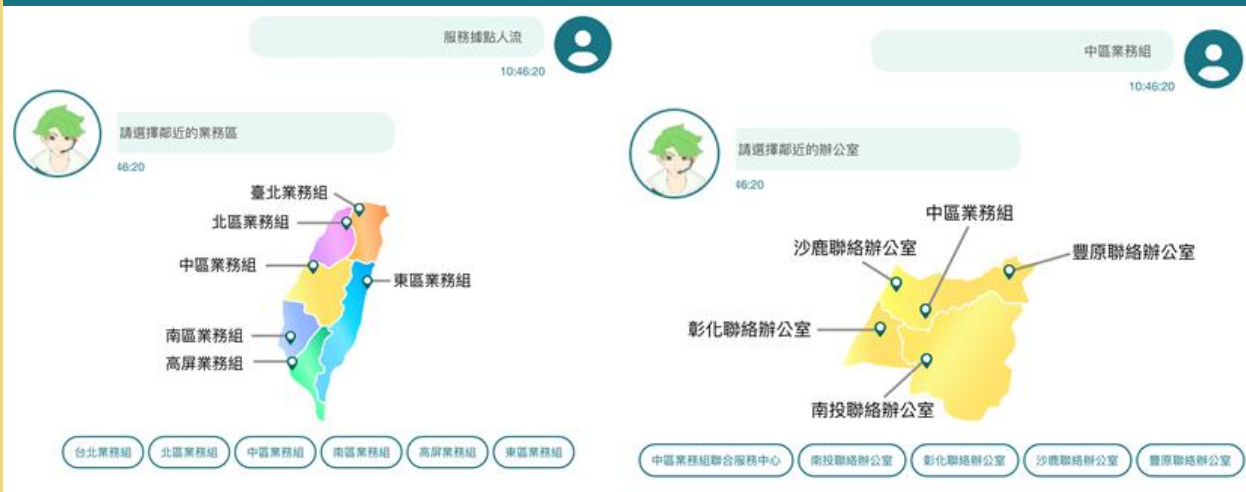 服務據點人流
10:46:20
請選擇鄰近的業務區
46:20
臺北業務組
北區業務組
中區業務組
東區業務組
南區業務組
高屏業務組
台北業務組
北區業務組
中區業務組
南區業務組
高屏業務組
東區業務組
中區業務組
10:46:20
請選擇鄰近的辦公室
46:20
中區業務組
沙鹿聯絡辦公室
豐原聯絡辦公室
彰化聯絡辦公室
南投聯絡辦公室
中區業務組聯合服務中心
南投聯絡辦公室
彰化聯絡辦公室
沙鹿聯絡辦公室
豐原聯絡辦公室